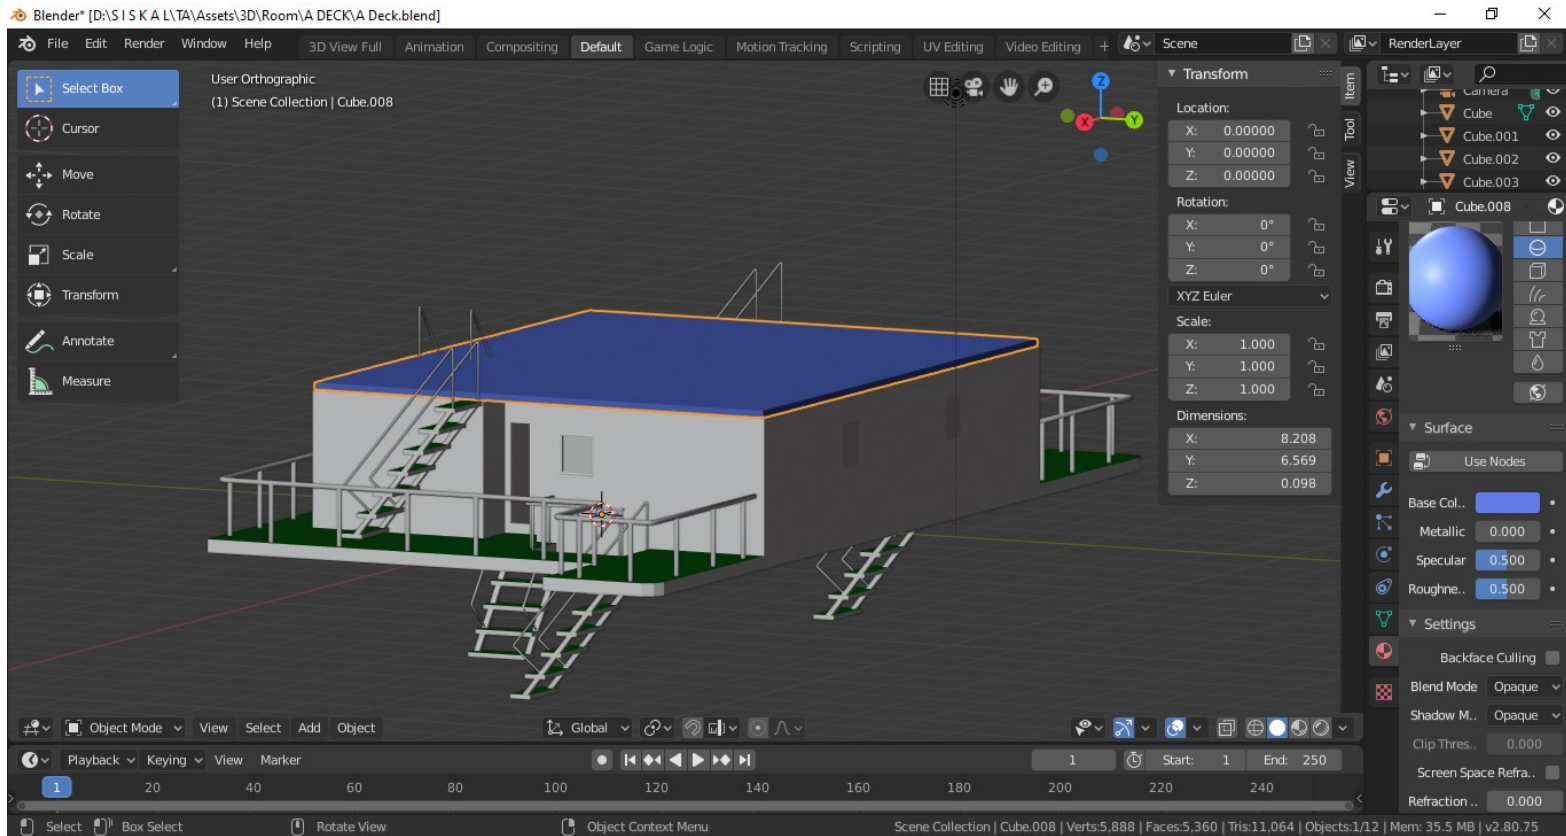 Blender* [D:\S I S K A L\TA\Assets\3D\Room\A DECK\A Deck.blend]
File Edit Render Window Help 3D View Full Animation Compositing Default Game Logic Motion Tracking Scripting UV Editing Video Editing + Scene RenderLayer
Select Box
Cursor
Move
Rotate
Scale
Transform
Annotate
Measure
User Orthographic
(1) Scene Collection | Cube.008
Z
X
Y
Transform
Location:
X: 0.00000
Y: 0.00000
Z: 0.00000
Rotation:
X: 0°
Y: 0°
Z: 0°
XYZ Euler
Scale:
X: 1.000
Y: 1.000
Z: 1.000
Dimensions:
X: 8.208
Y: 6.569
Z: 0.098
Item
Tool
View
Camera
Cube
Cube.001
Cube.002
Cube.003
Cube.008
Surface
Use Nodes
Base Col..
Metallic 0.000
Specular 0.500
Roughne.. 0.500
Settings
Backface Culling
Blend Mode Opaque
Shadow M.. Opaque
Clip Thres.. 0.000
Screen Space Refra..
Refraction .. 0.000
Object Mode View Select Add Object Global
Playback Keying View Marker 1 Start: 1 End: 250
1 20 40 60 80 100 120 140 160 180 200 220 240
Select Box Select Rotate View Object Context Menu Scene Collection | Cube.008 | Verts:5,888 | Faces:5,360 | Tris:11,064 | Objects:1/12 | Mem: 35.5 MB | v2.80.75